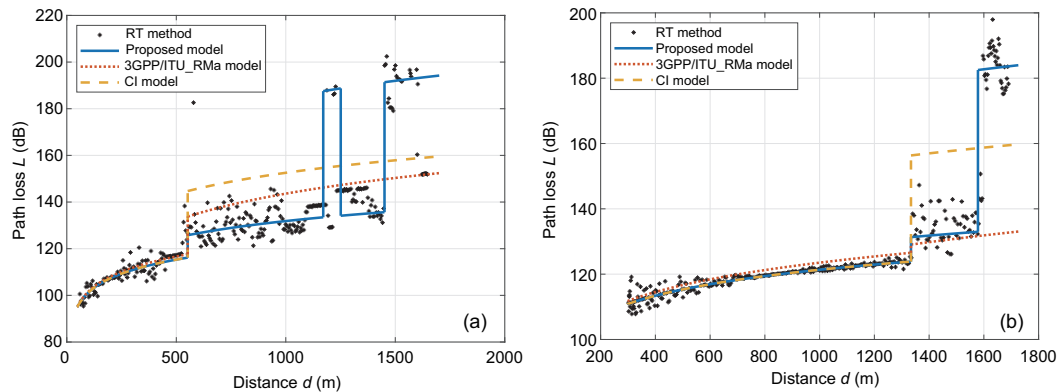 220
200
180
160
140
120
100
80
Path loss L (dB)
RT method
Proposed model
3GPP/ITU_RMa model
CI model
(a)
0
500
1000
1500
2000
Distance d (m)
200
180
160
140
120
100
Path loss L (dB)
RT method
Proposed model
3GPP/ITU_RMa model
CI model
(b)
200
400
600
800
1000
1200
1400
1600
1800
Distance d (m)